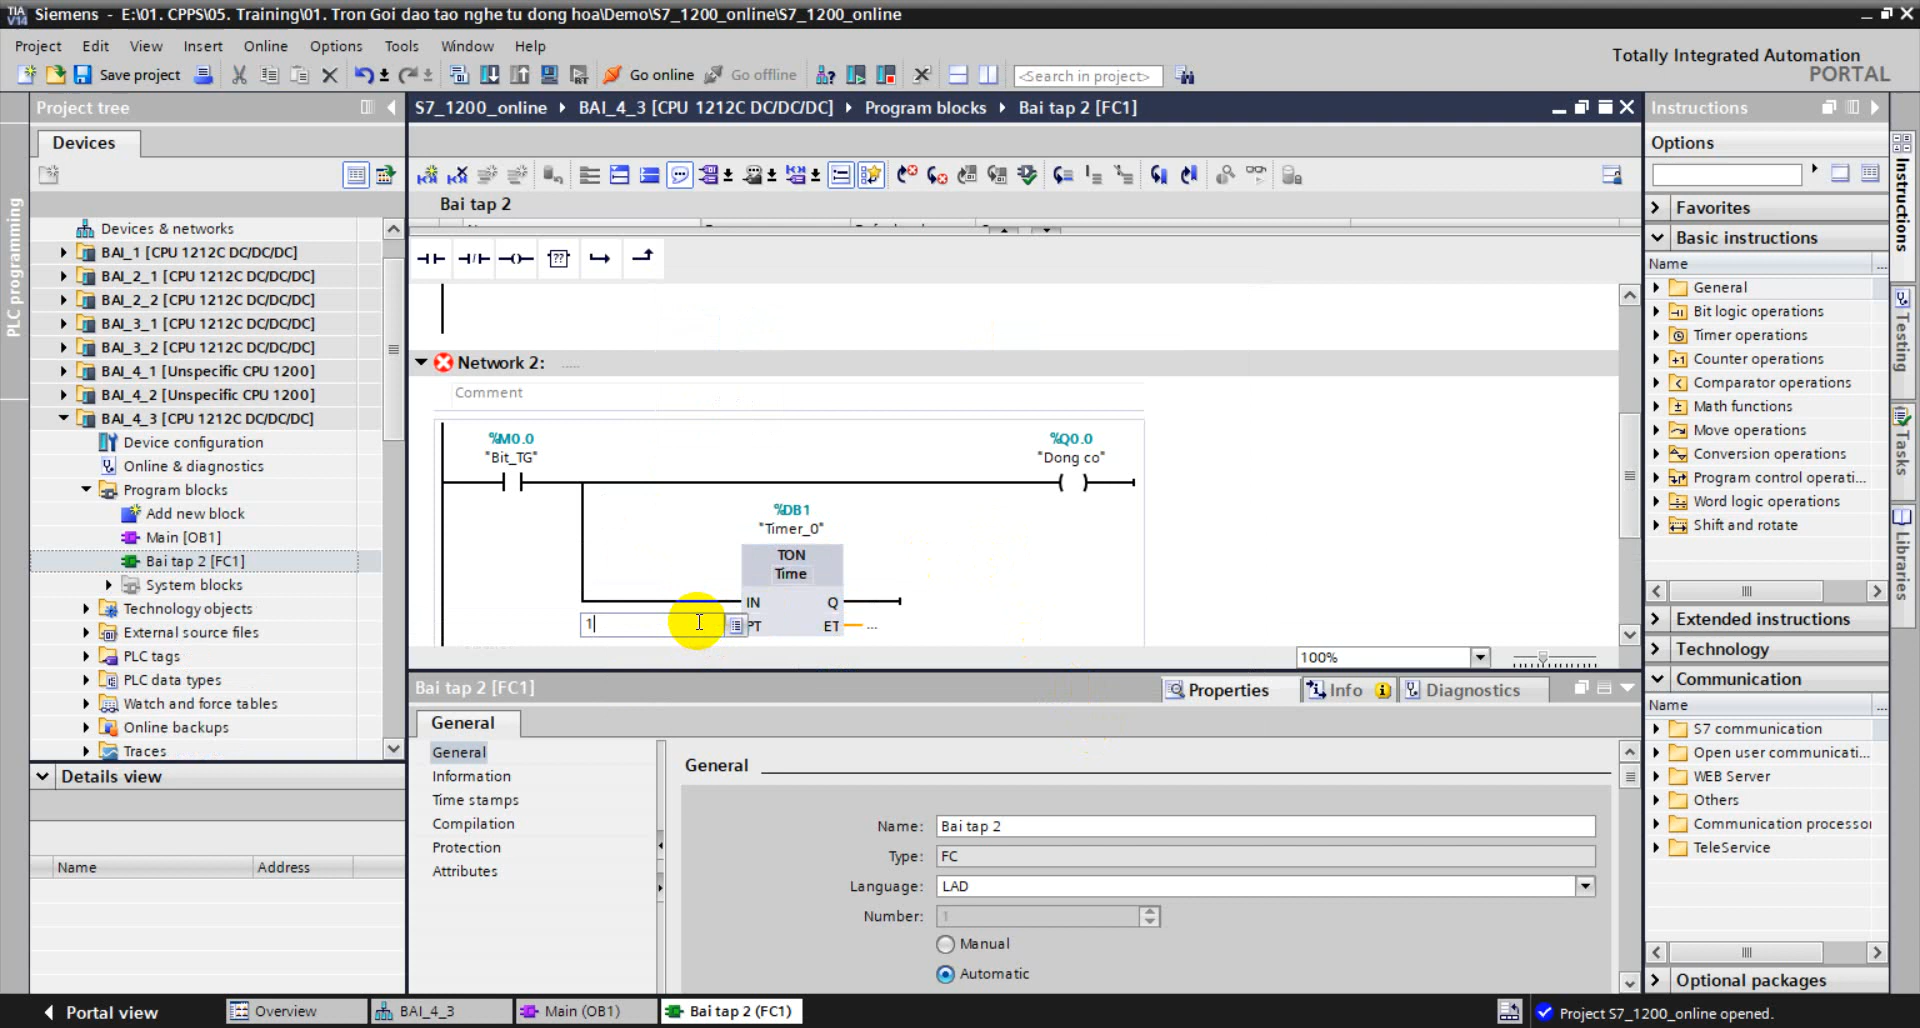 TIA V14 Siemens - E:\01. CPPS\05. Training\01. Tron Goi dao tao nghe tu dong hoa\Demo\S7_1200_online\S7_1200_online
Project Edit View Insert Online Options Tools Window Help
Totally Integrated Automation
PORTAL
Save project Go online Go offline <Search in project>
Project tree
S7_1200_online BAI_4_3 [CPU 1212C DC/DC/DC] Program blocks Bai tap 2 [FC1]
Instructions
Devices
Options
Bai tap 2
PLC programming
Devices & networks
BAI_1 [CPU 1212C DC/DC/DC]
BAI_2_1 [CPU 1212C DC/DC/DC]
BAI_2_2 [CPU 1212C DC/DC/DC]
BAI_3_1 [CPU 1212C DC/DC/DC]
BAI_3_2 [CPU 1212C DC/DC/DC]
BAI_4_1 [Unspecific CPU 1200]
BAI_4_2 [Unspecific CPU 1200]
BAI_4_3 [CPU 1212C DC/DC/DC]
Device configuration
Online & diagnostics
Program blocks
Add new block
Main [OB1]
Bai tap 2 [FC1]
System blocks
Technology objects
External source files
PLC tags
PLC data types
Watch and force tables
Online backups
Traces
Details view
Name Address
??
Network 2: .....
Comment
%M0.0
"Bit_TG"
%Q0.0
"Dong co"
%DB1
"Timer_0"
TON
Time
IN Q
1 PT ET ...
100%
Bai tap 2 [FC1]
Properties Info Diagnostics
General
General
Information
Time stamps
Compilation
Protection
Attributes
General
Name: Bai tap 2
Type: FC
Language: LAD
Number: 1
Manual
Automatic
Favorites
Basic instructions
Name ...
General
Bit logic operations
Timer operations
Counter operations
Comparator operations
Math functions
Move operations
Conversion operations
Program control operati...
Word logic operations
Shift and rotate
Extended instructions
Technology
Communication
Name ...
S7 communication
Open user communicati...
WEB Server
Others
Communication processor
TeleService
Optional packages
Instructions
Testing
Tasks
Libraries
Portal view Overview BAI_4_3 Main (OB1) Bai tap 2 (FC1) Project S7_1200_online opened.